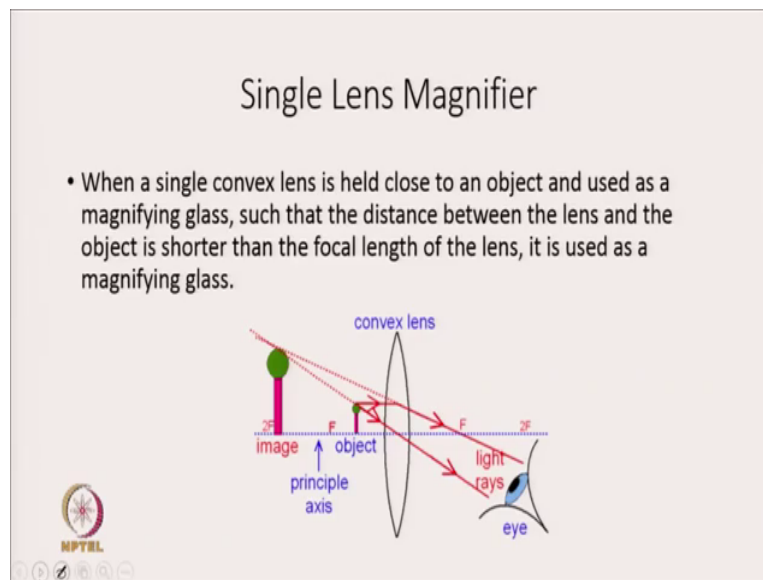 Single Lens Magnifier
• When a single convex lens is held close to an object and used as a
magnifying glass, such that the distance between the lens and the
object is shorter than the focal length of the lens, it is used as a
magnifying glass.
convex lens
2F F F 2F
image object
principle
axis
light
rays
eye
NPTEL